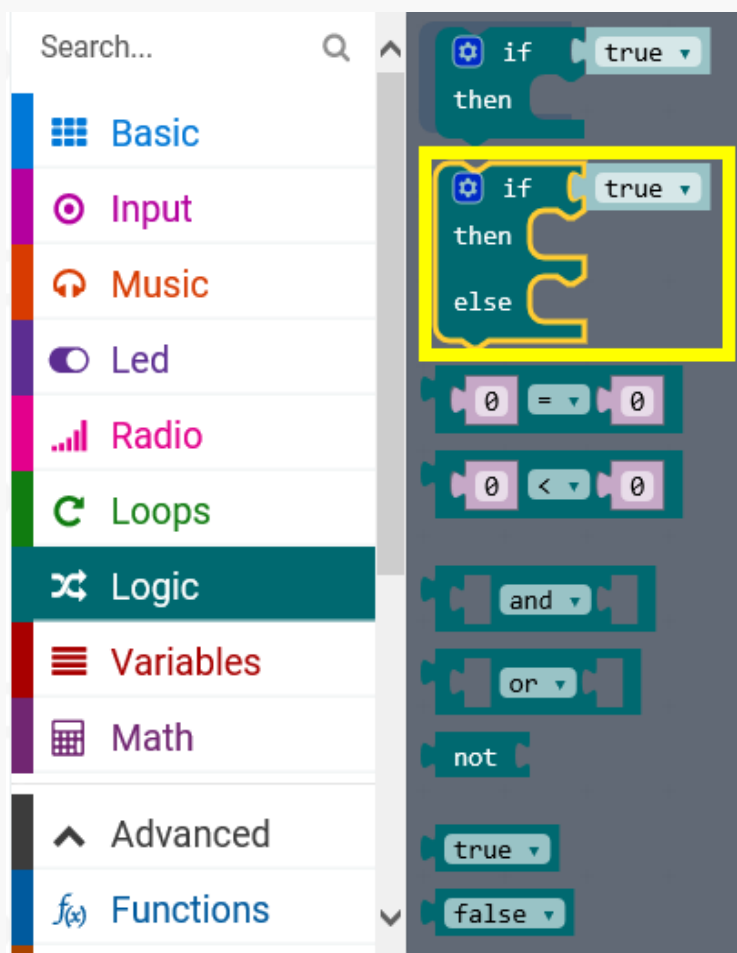 Search...
Basic
Input
Music
Led
Radio
Loops
Logic
Variables
Math
Advanced
f(x) Functions
if true
then
if true
then
else
0 = 0
0 < 0
and
or
not
true
false